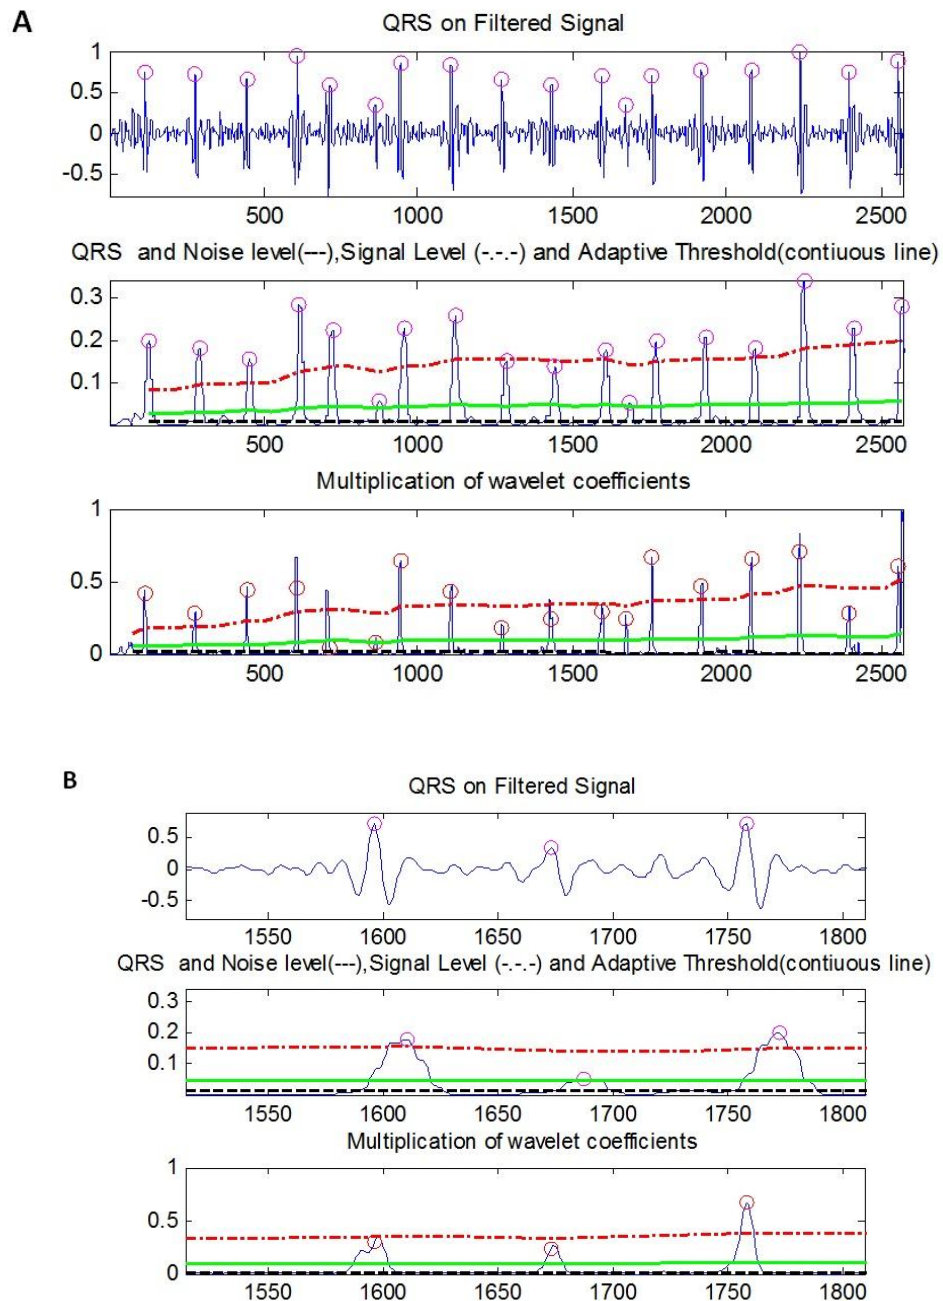 A
QRS on Filtered Signal
1
0.5
0
-0.5
500 1000 1500 2000 2500
QRS and Noise level(---),Signal Level (-.-.-) and Adaptive Threshold(contiuous line)
0.3
0.2
0.1
500 1000 1500 2000 2500
Multiplication of wavelet coefficients
1
0.5
0
500 1000 1500 2000 2500
B
QRS on Filtered Signal
0.5
0
-0.5
1550 1600 1650 1700 1750 1800
QRS and Noise level(---),Signal Level (-.-.-) and Adaptive Threshold(contiuous line)
0.3
0.2
0.1
1550 1600 1650 1700 1750 1800
Multiplication of wavelet coefficients
1
0.5
0
1550 1600 1650 1700 1750 1800